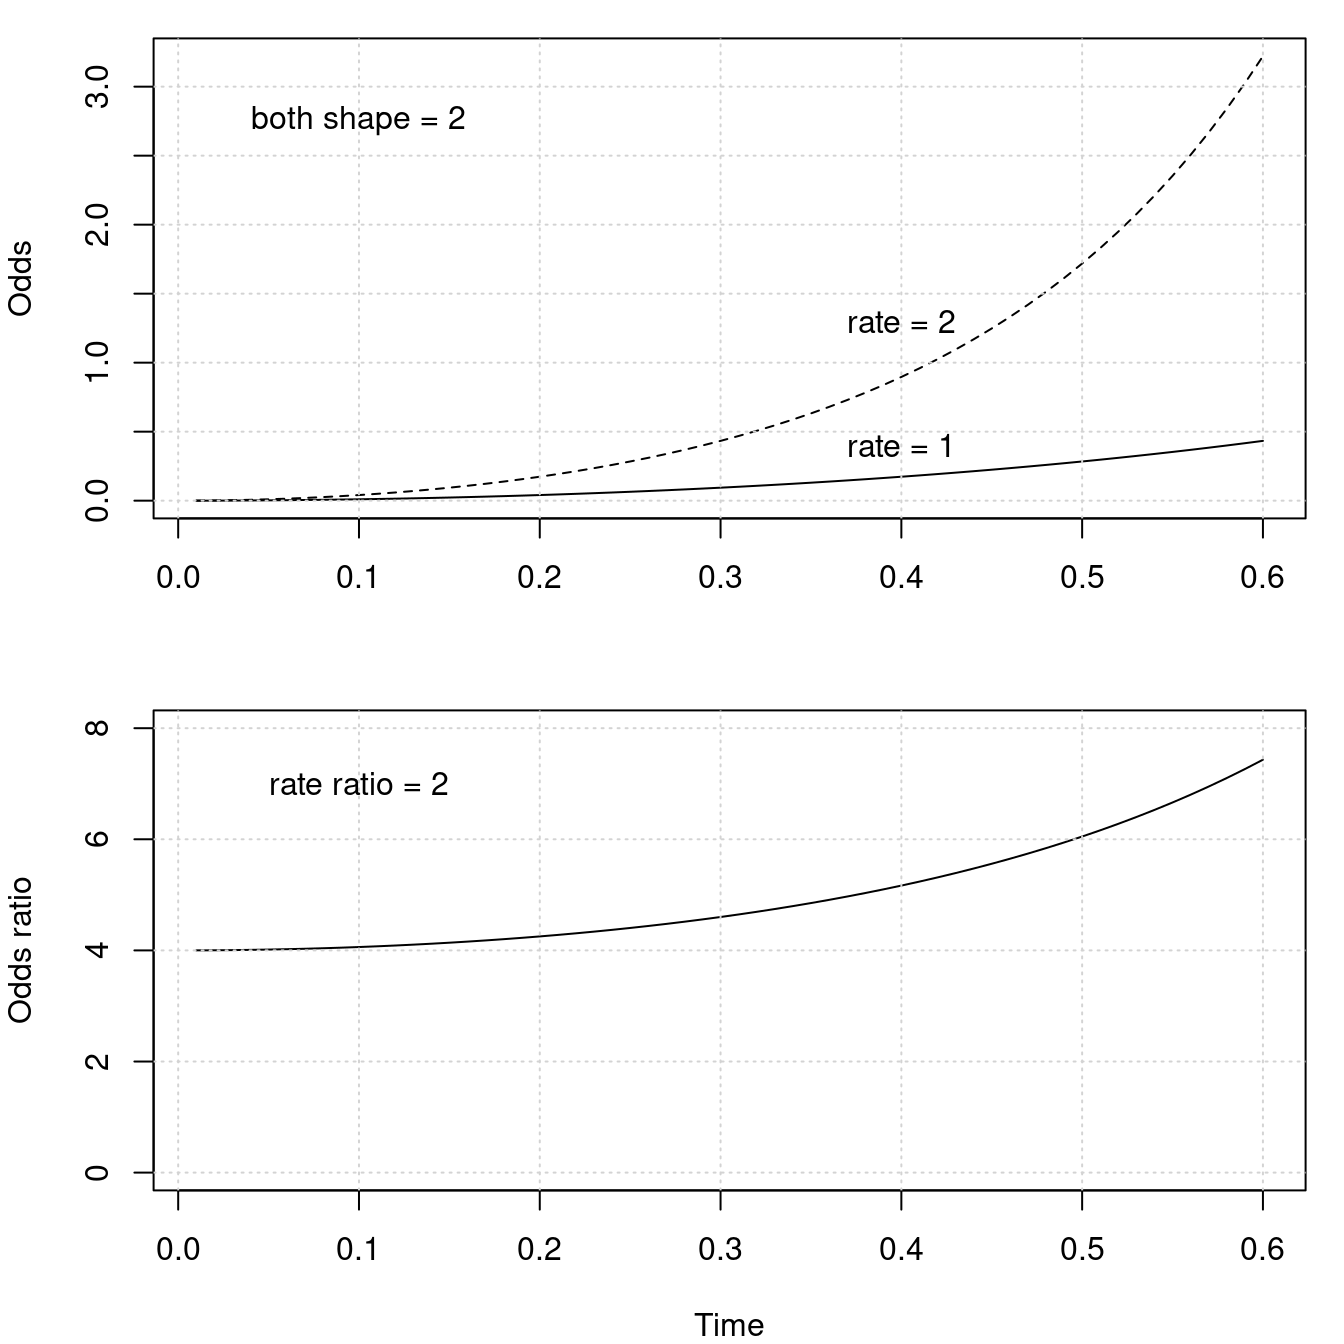 both shape = 2
rate = 2
rate = 1
Odds
3.0
2.0
1.0
0.0
0.0 0.1 0.2 0.3 0.4 0.5 0.6
rate ratio = 2
Odds ratio
8
6
4
2
0
0.0 0.1 0.2 0.3 0.4 0.5 0.6
Time